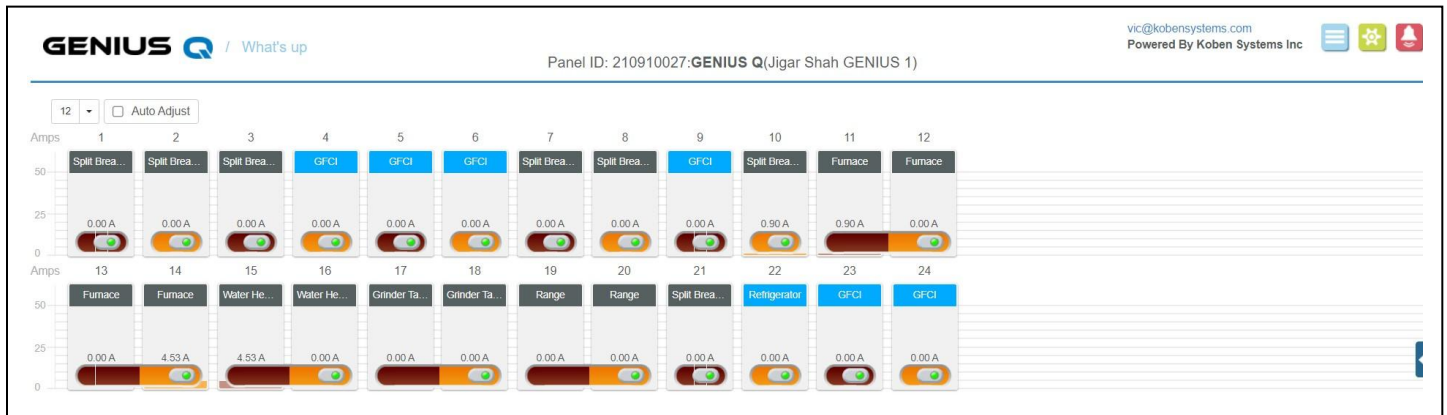 GENIUS Q / What's up
vic@kobensystems.com
Powered By Koben Systems Inc
Panel ID: 210910027:GENIUS Q(Jigar Shah GENIUS 1)
12 Auto Adjust
Amps 1 2 3 4 5 6 7 8 9 10 11 12
Split Brea... Split Brea... Split Brea... GFCI GFCI GFCI Split Brea... Split Brea... GFCI Split Brea... Furnace Furnace
50
25
0.00 A 0.00 A 0.00 A 0.00 A 0.00 A 0.00 A 0.00 A 0.00 A 0.00 A 0.90 A 0.90 A 0.00 A
0
Amps 13 14 15 16 17 18 19 20 21 22 23 24
Furnace Furnace Water He... Water He... Grinder Ta... Grinder Ta... Range Range Split Brea... Refrigerator GFCI GFCI
50
25
0.00 A 4.53 A 4.53 A 0.00 A 0.00 A 0.00 A 0.00 A 0.00 A 0.00 A 0.00 A 0.00 A 0.00 A
0